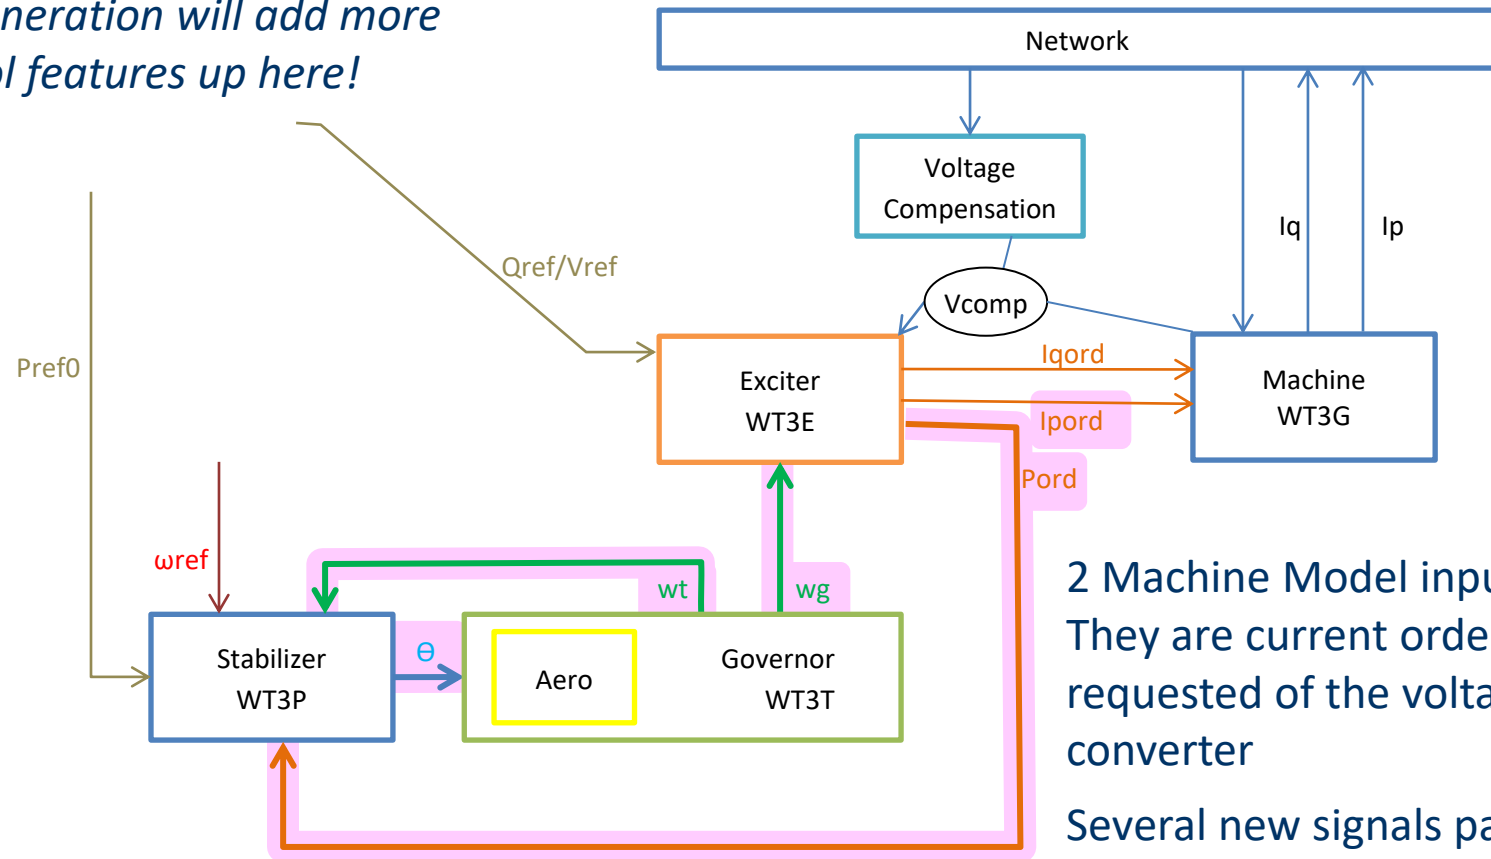 neration will add more
ol features up here!
Network
Voltage
Compensation
Iq
Ip
Qref/Vref
Vcomp
Pref0
Iqord
Exciter
WT3E
Machine
WT3G
Ipord
Pord
ωref
wt
wg
Stabilizer
WT3P
Θ
Aero
Governor
WT3T
2 Machine Model inpu
They are current orde
requested of the volta
converter
Several new signals pa